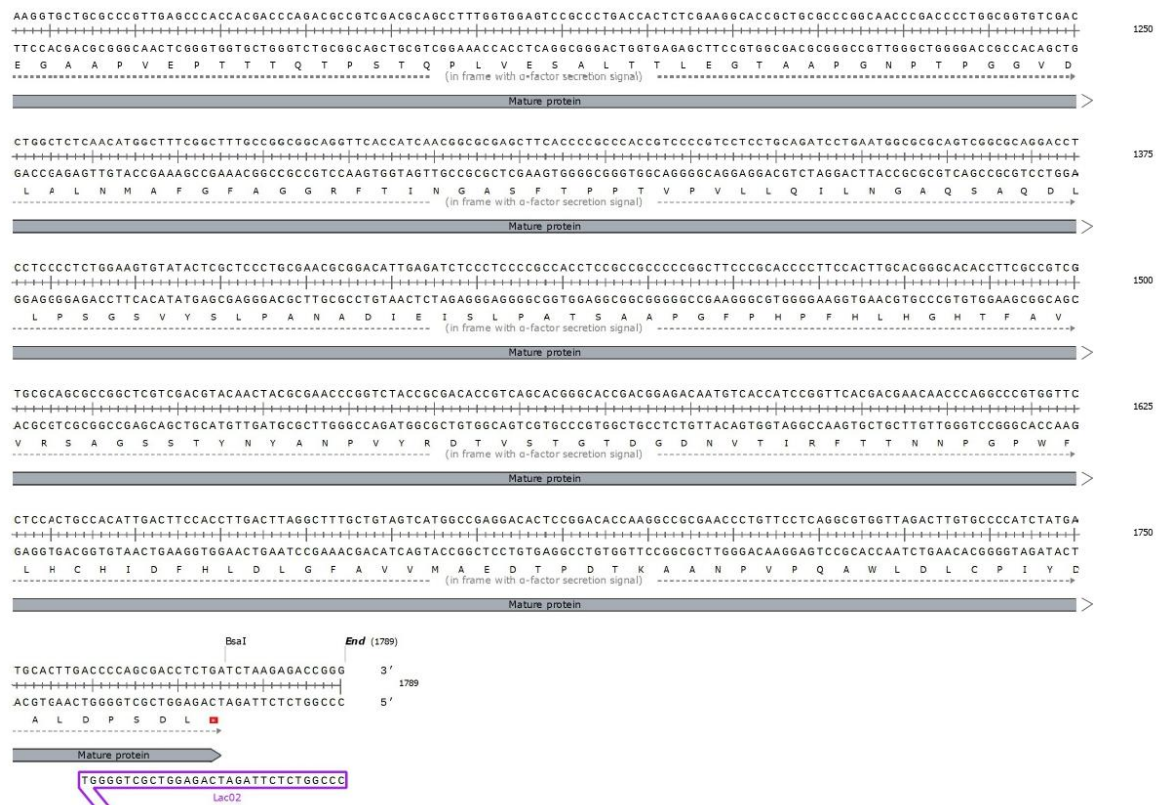 AAGGTGCTGCGCCCGTTGAGCCCACCACGACCCAGACGCCGTCGACGCAGCCTTTGGTGGAGTCCGCCCTGACCACTCTCGAAGGCACCGCTGCGCCCGGCAACCCGACCCCTGGCGGTGTCGAC
1250
TTCCACGACGCGGGCAACTCGGGTGGTGCTGGGTCTGCGGCAGCTGCGTCGGAAACCACCTCAGGCGGGACTGGTGAGAGCTTCCGTGGCGACGCGGGCCGTTGGGCTGGGGACCGCCACAGCTG
E G A A P V E P T T T Q T P S T Q P L V E S A L T T L E G T A A P G N P T P G G V D
(in frame with α-factor secretion signal)
Mature protein
CTGGCTCTCAACATGGCTTTCGGCTTTGCCGGCGGCAGGTTCACCATCAACGGCGCGAGCTTCACCCCGCCCACCGTCCCCGTCCTCCTGCAGATCCTGAATGGCGCGCAGTCGGCGCAGGACCT
1375
GACCGAGAGTTGTACCGAAAGCCGAAACGGCCGCCGTCCAAGTGGTAGTTGCCGCGCTCGAAGTGGGGCGGGTGGCAGGGGCAGGAGGACGTCTAGGACTTACCGCGCGTCAGCCGCGTCCTGGA
L A L N M A F G F A G G R F T I N G A S F T P P T V P V L L Q I L N G A Q S A Q D L
(in frame with α-factor secretion signal)
Mature protein
CCTCCCCTCTGGAAGTGTATACTCGCTCCCTGCGAACGCGGACATTGAGATCTCCCTCCCCGCCACCTCCGCCGCCCCCGGCTTCCCGCACCCCTTCCACTTGCACGGGCACACCTTCGCCGTCG
1500
GGAGGGGAGACCTTCACATATGAGCGAGGGACGCTTGCGCCTGTAACTCTAGAGGGAGGGGCGGTGGAGGCGGCGGGGGCCGAAGGGCGTGGGGAAGGTGAACGTGCCCGTGTGGAAGCGGCAGC
L P S G S V Y S L P A N A D I E I S L P A T S A A P G F P H P F H L H G H T F A V
(in frame with α-factor secretion signal)
Mature protein
TGCGCAGCGCCGGCTCGTCGACGTACAACTACGCGAACCCGGTCTACCGCGACACCGTCAGCACGGGCACCGACGGAGACAATGTCACCATCCGGTTCACGACGAACAACCCAGGCCCGTGGTTC
1625
ACGCGTCGCGGCCGAGCAGCTGCATGTTGATGCGCTTGGGCCAGATGGCGCTGTGGCAGTCGTGCCCGTGGCTGCCTCTGTTACAGTGGTAGGCCAAGTGCTGCTTGTTGGGTCCGGGCACCAAG
V R S A G S S T Y N Y A N P V Y R D T V S T G T D G D N V T I R F T T N N P G P W F
(in frame with α-factor secretion signal)
Mature protein
CTCCACTGCCACATTGACTTCCACCTTGACTTAGGCTTTGCTGTAGTCATGGCCGAGGACACTCCGGACACCAAGGCCGCGAACCCTGTTCCTCAGGCGTGGTTAGACTTGTGCCCCATCTATGA
1750
GAGGTGACGGTGTAACTGAAGGTGGAACTGAATCCGAAACGACATCAGTACCGGCTCCTGTGAGGCCTGTGGTTCCGGCGCTTGGGACAAGGAGTCCGCACCAATCTGAACACGGGGTAGATACT
L H C H I D F H L D L G F A V V M A E D T P D T K A A N P V P Q A W L D L C P I Y D
(in frame with α-factor secretion signal)
Mature protein
BsaI End (1789)
TGCACTTGACCCCAGCGACCTCTGATCTAAGAGACCGGG 3′
1789
ACGTGAACTGGGGTCGCTGGAGACTAGATTCTCTGGCCC 5′
A L D P S D L
Mature protein
TGGGGTCGCTGGAGACTAGATTCTCTGGCCC
Lac02